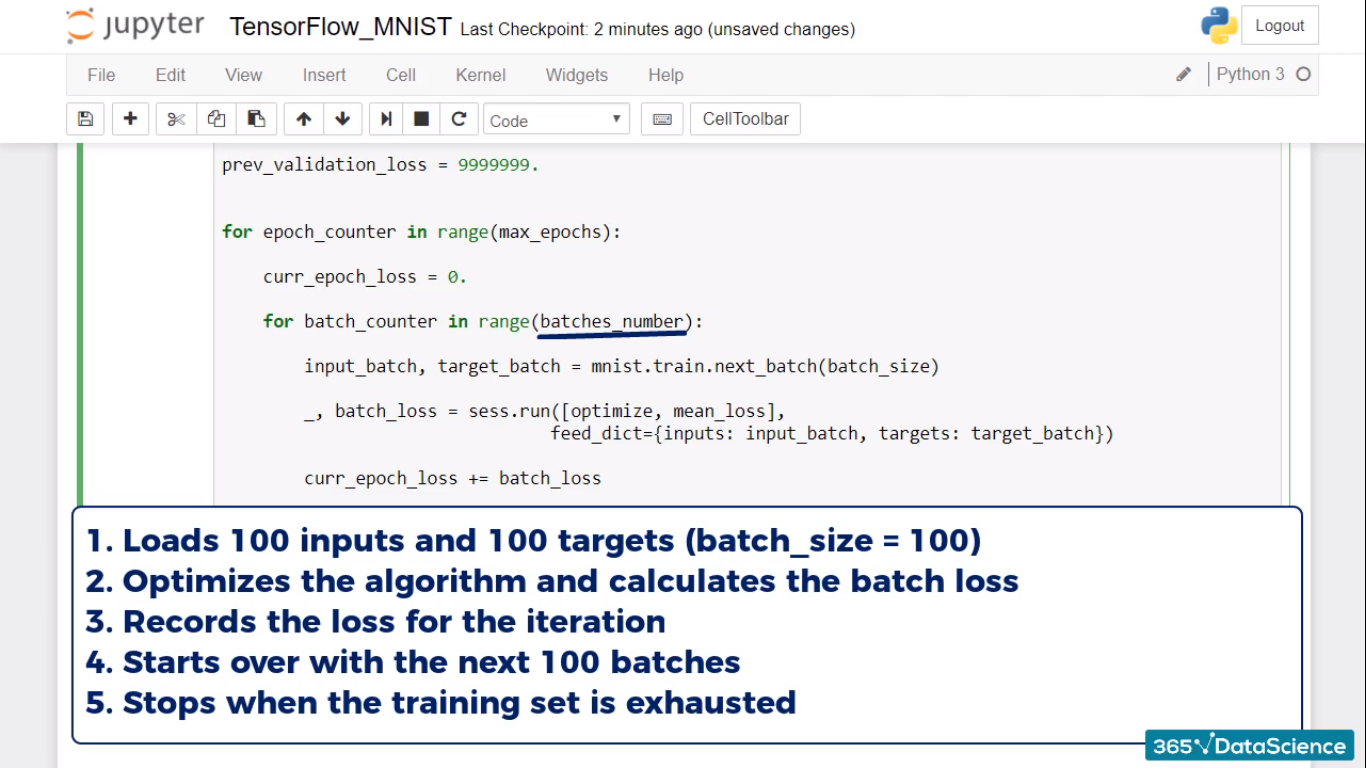 jupyter TensorFlow_MNIST Last Checkpoint: 2 minutes ago (unsaved changes) Logout
File Edit View Insert Cell Kernel Widgets Help Python 3
Code CellToolbar
prev_validation_loss = 9999999.
for epoch_counter in range(max_epochs):
curr_epoch_loss = 0.
for batch_counter in range(batches_number):
input_batch, target_batch = mnist.train.next_batch(batch_size)
_, batch_loss = sess.run([optimize, mean_loss],
feed_dict={inputs: input_batch, targets: target_batch})
curr_epoch_loss += batch_loss
1. Loads 100 inputs and 100 targets (batch_size = 100)
2. Optimizes the algorithm and calculates the batch loss
3. Records the loss for the iteration
4. Starts over with the next 100 batches
5. Stops when the training set is exhausted
365 DataScience